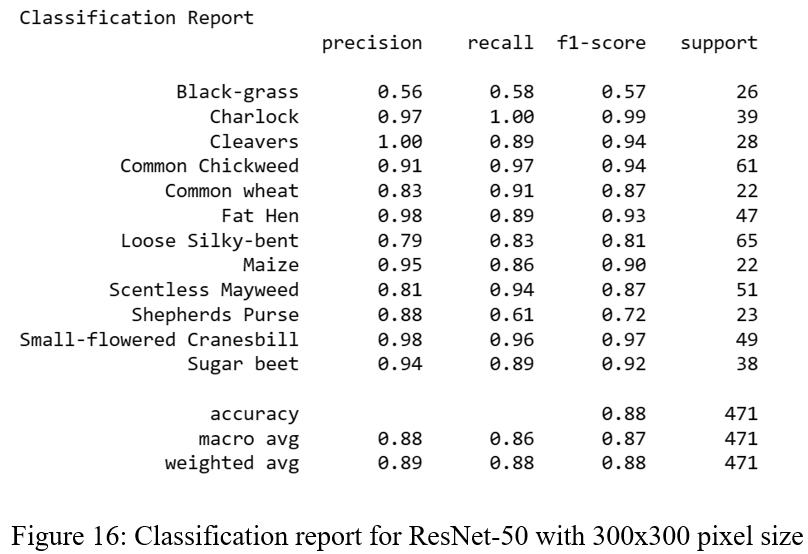 Classification Report
precision recall f1-score support
Black-grass 0.56 0.58 0.57 26
Charlock 0.97 1.00 0.99 39
Cleavers 1.00 0.89 0.94 28
Common Chickweed 0.91 0.97 0.94 61
Common wheat 0.83 0.91 0.87 22
Fat Hen 0.98 0.89 0.93 47
Loose Silky-bent 0.79 0.83 0.81 65
Maize 0.95 0.86 0.90 22
Scentless Mayweed 0.81 0.94 0.87 51
Shepherds Purse 0.88 0.61 0.72 23
Small-flowered Cranesbill 0.98 0.96 0.97 49
Sugar beet 0.94 0.89 0.92 38
accuracy 0.88 471
macro avg 0.88 0.86 0.87 471
weighted avg 0.89 0.88 0.88 471
Figure 16: Classification report for ResNet-50 with 300x300 pixel size